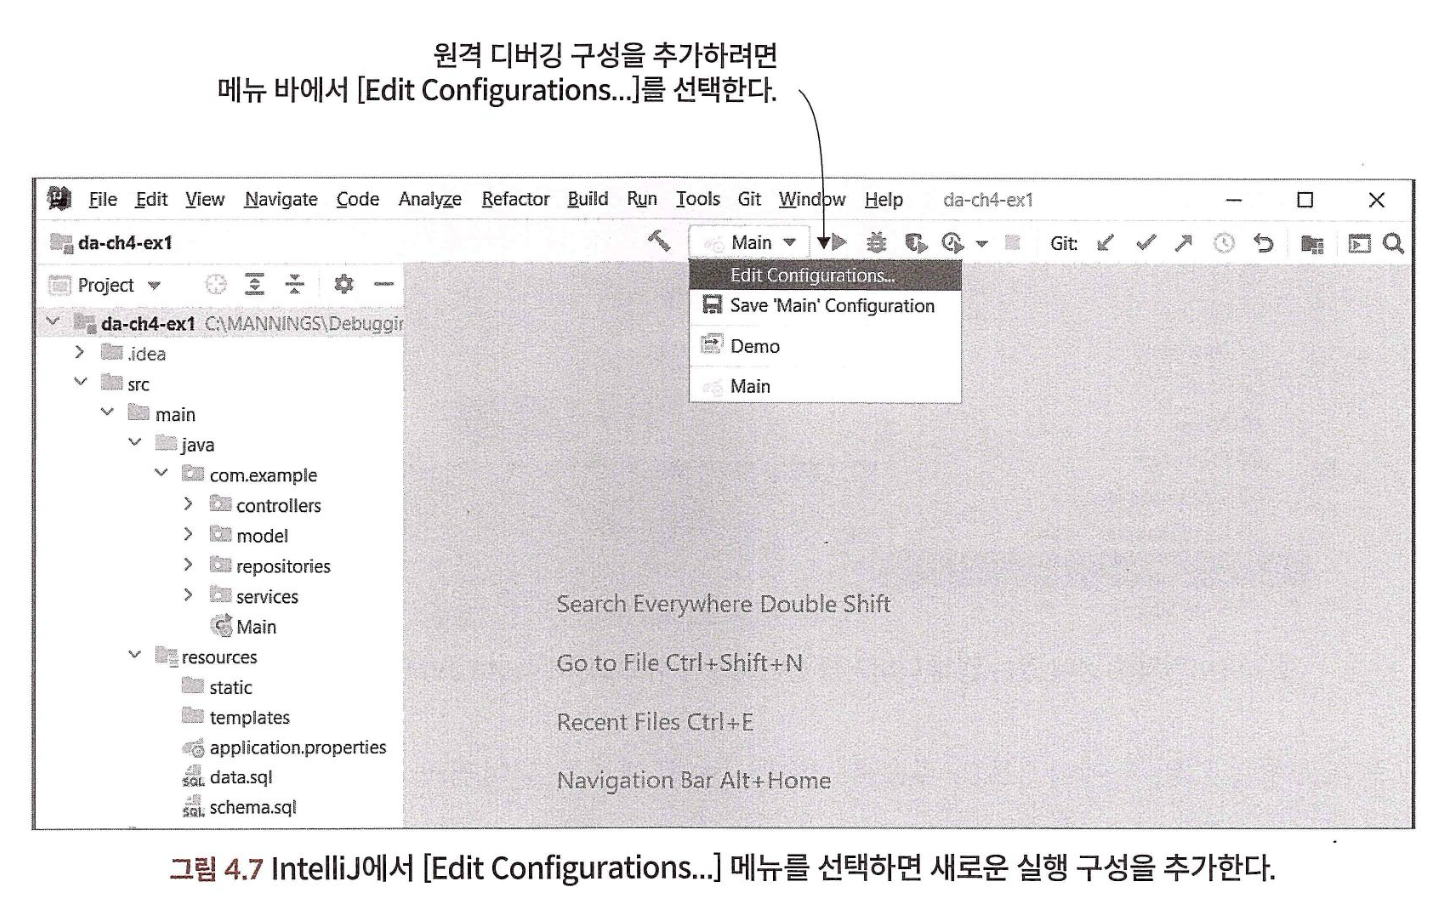 원격 디버깅 구성을 추가하려면
메뉴 바에서 [Edit Configurations...]를 선택한다.
File Edit View Navigate Code Analyze Refactor Build Run Tools Git Window Help da-ch4-ex1
da-ch4-ex1 Main Git:
Project
Edit Configurations...
Save 'Main' Configuration
Demo
Main
da-ch4-ex1 C:\MANNINGS\Debuggir
.idea
src
main
java
com.example
controllers
model
repositories
services
Main
resources
static
templates
application.properties
SQL data.sql
SQL schema.sql
Search Everywhere Double Shift
Go to File Ctrl+Shift+N
Recent Files Ctrl+E
Navigation Bar Alt+Home
그림 4.7 IntelliJ에서 [Edit Configurations...] 메뉴를 선택하면 새로운 실행 구성을 추가한다.